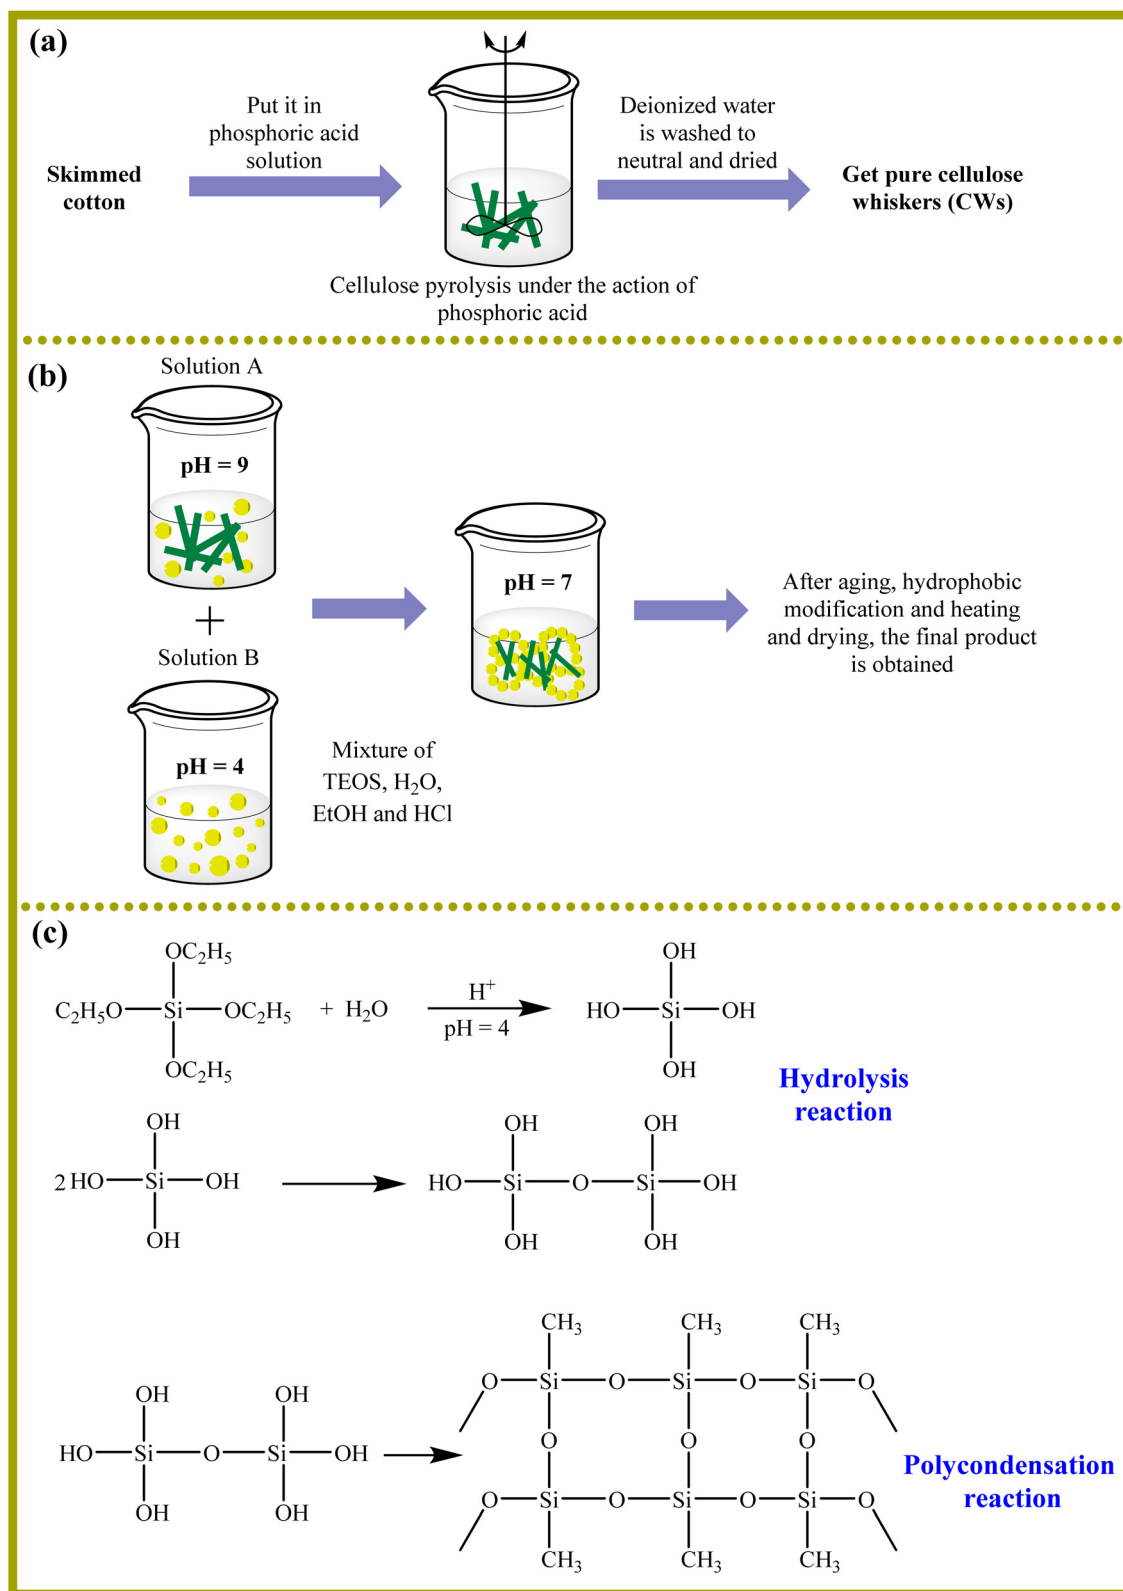 (a)
Skimmed
cotton
Put it in
phosphoric acid
solution
Deionized water
is washed to
neutral and dried
Get pure cellulose
whiskers (CWs)
Cellulose pyrolysis under the action of
phosphoric acid
(b)
Solution A
pH = 9
+
Solution B
pH = 4
Mixture of
TEOS, H₂O,
EtOH and HCl
pH = 7
After aging, hydrophobic
modification and heating
and drying, the final product
is obtained
(c)
OC₂H₅
C₂H₅O—Si—OC₂H₅
OC₂H₅
+ H₂O
H⁺
pH = 4
OH
HO—Si—OH
OH
Hydrolysis
reaction
OH
2HO—Si—OH
OH
OH OH
HO—Si—O—Si—OH
OH OH
OH OH
HO—Si—O—Si—OH
OH OH
CH₃ CH₃ CH₃
O—Si—O—Si—O—Si—O
O O O
O—Si—O—Si—O—Si—O
CH₃ CH₃ CH₃
Polycondensation
reaction